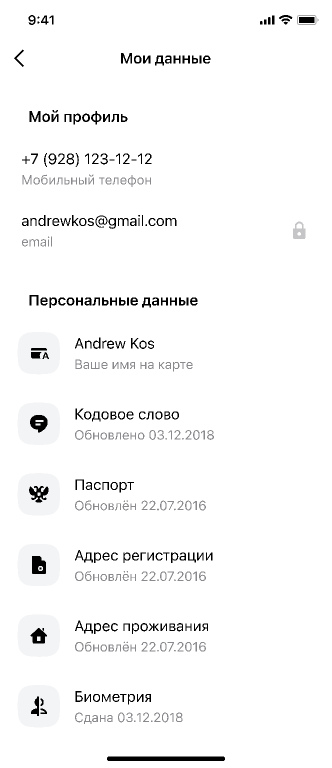 9:41
Мои данные
Мой профиль
+7 (928) 123-12-12
Мобильный телефон
andrewkos@gmail.com
email
Персональные данные
Andrew Kos
Ваше имя на карте
Кодовое слово
Обновлено 03.12.2018
Паспорт
Обновлён 22.07.2016
Адрес регистрации
Обновлён 22.07.2016
Адрес проживания
Обновлён 22.07.2016
Биометрия
Сдана 03.12.2018